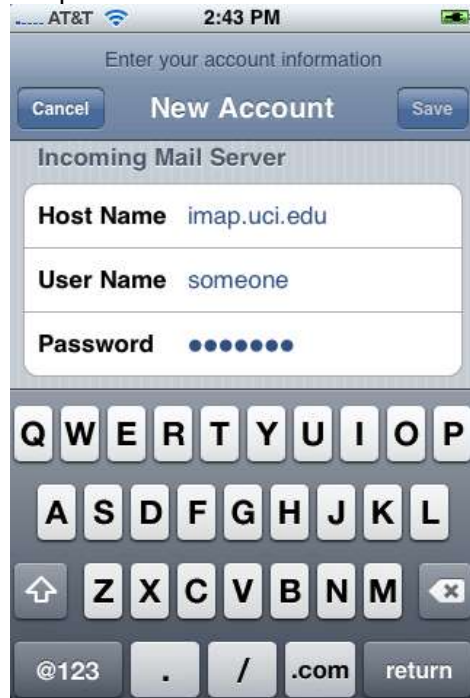 AT&T 2:43 PM
Enter your account information
Cancel New Account Save
Incoming Mail Server
Host Name imap.uci.edu
User Name someone
Password ●●●●●●●
Q W E R T Y U I O P
A S D F G H J K L
Z X C V B N M
@123 . / .com return